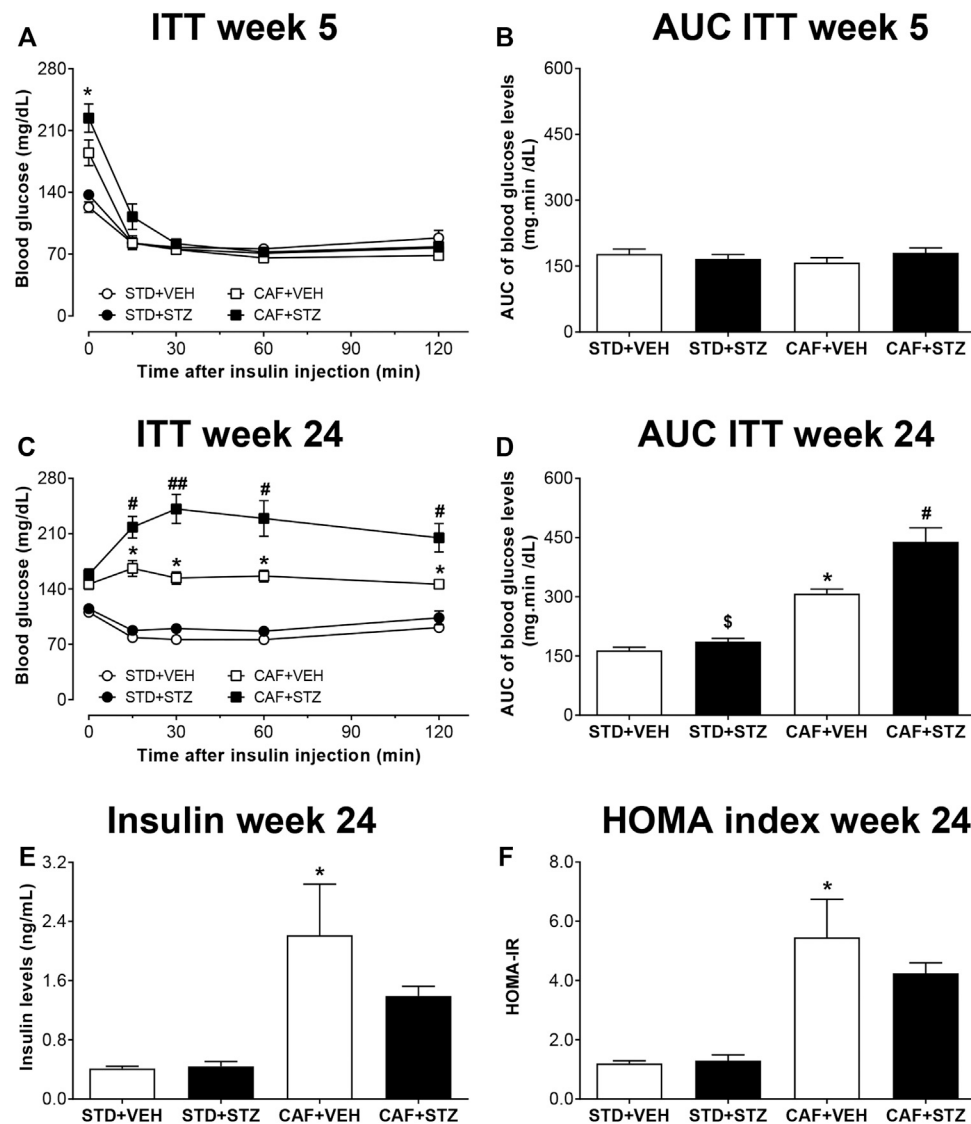 A
ITT week 5
Blood glucose (mg/dL)
280
210
140
70
0
*
STD+VEH
CAF+VEH
STD+STZ
CAF+STZ
0
30
60
90
120
Time after insulin injection (min)
B
AUC ITT week 5
AUC of blood glucose levels
(mg.min /dL)
600
450
300
150
0
STD+VEH
STD+STZ
CAF+VEH
CAF+STZ
C
ITT week 24
Blood glucose (mg/dL)
280
210
140
70
0
#
##
#
#
*
*
*
*
STD+VEH
CAF+VEH
STD+STZ
CAF+STZ
0
30
60
90
120
Time after insulin injection (min)
D
AUC ITT week 24
AUC of blood glucose levels
(mg.min /dL)
600
450
300
150
0
$
*
#
STD+VEH
STD+STZ
CAF+VEH
CAF+STZ
E
Insulin week 24
Insulin levels (ng/mL)
3.2
2.4
1.6
0.8
0.0
*
STD+VEH
STD+STZ
CAF+VEH
CAF+STZ
F
HOMA index week 24
HOMA-IR
8.0
6.0
4.0
2.0
0.0
*
STD+VEH
STD+STZ
CAF+VEH
CAF+STZ